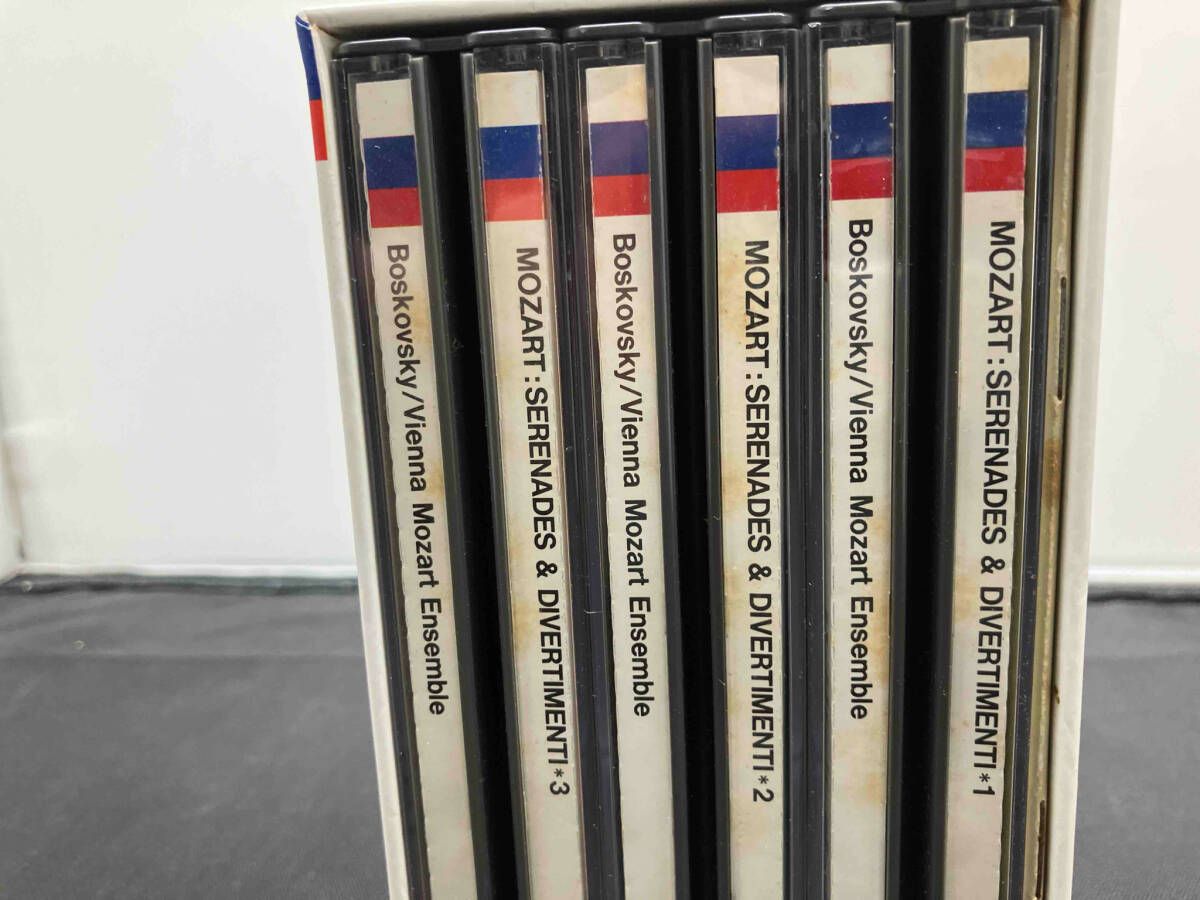 Boskovsky/Vienna Mozart Ensemble
MOZART:SERENADES & DIVERTIMENTI*3
Boskovsky/Vienna Mozart Ensemble
MOZART:SERENADES & DIVERTIMENTI*2
Boskovsky/Vienna Mozart Ensemble
MOZART:SERENADES & DIVERTIMENTI*1